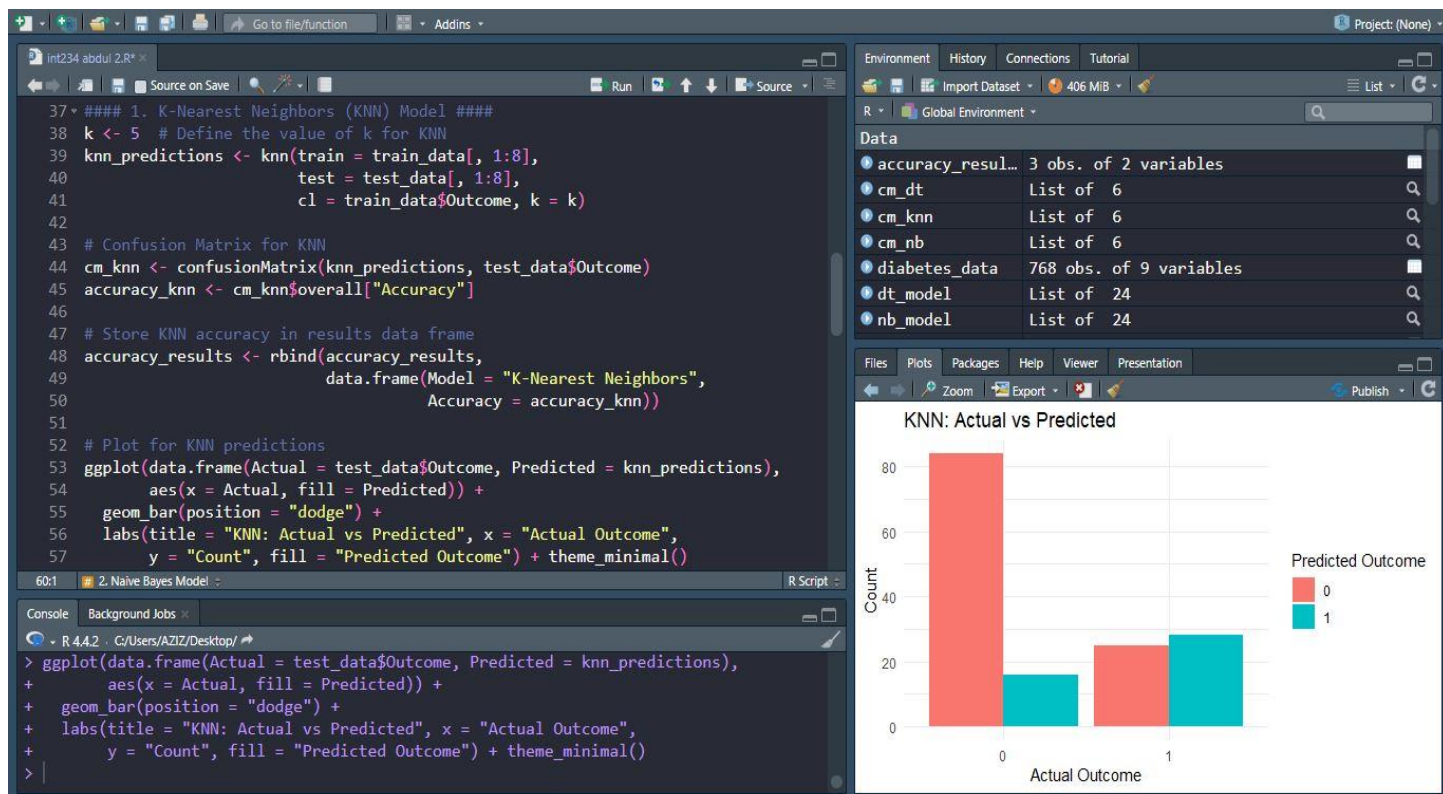 Go to file/function
Addins
Project: (None)
int234 abdul 2.R*
Source on Save
Run
Source
37 #### 1. K-Nearest Neighbors (KNN) Model ####
38 k <- 5  # Define the value of k for KNN
39 knn_predictions <- knn(train = train_data[, 1:8],
40                        test = test_data[, 1:8],
41                        cl = train_data$Outcome, k = k)
42
43 # Confusion Matrix for KNN
44 cm_knn <- confusionMatrix(knn_predictions, test_data$Outcome)
45 accuracy_knn <- cm_knn$overall["Accuracy"]
46
47 # Store KNN accuracy in results data frame
48 accuracy_results <- rbind(accuracy_results,
49                           data.frame(Model = "K-Nearest Neighbors",
50                                      Accuracy = accuracy_knn))
51
52 # Plot for KNN predictions
53 ggplot(data.frame(Actual = test_data$Outcome, Predicted = knn_predictions),
54        aes(x = Actual, fill = Predicted)) +
55   geom_bar(position = "dodge") +
56   labs(title = "KNN: Actual vs Predicted", x = "Actual Outcome",
57        y = "Count", fill = "Predicted Outcome") + theme_minimal()
60:1 # 2. Naive Bayes Model R Script
Console Background Jobs
R 4.4.2 · C:/Users/AZIZ/Desktop/
> ggplot(data.frame(Actual = test_data$Outcome, Predicted = knn_predictions),
+        aes(x = Actual, fill = Predicted)) +
+   geom_bar(position = "dodge") +
+   labs(title = "KNN: Actual vs Predicted", x = "Actual Outcome",
+        y = "Count", fill = "Predicted Outcome") + theme_minimal()
>
Environment History Connections Tutorial
Import Dataset 406 MiB List
R Global Environment
Data
accuracy_resul… 3 obs. of 2 variables
cm_dt List of 6
cm_knn List of 6
cm_nb List of 6
diabetes_data 768 obs. of 9 variables
dt_model List of 24
nb_model List of 24
Files Plots Packages Help Viewer Presentation
Zoom Export Publish
KNN: Actual vs Predicted
80
60
40
20
0
Count
0 1
Actual Outcome
Predicted Outcome
0
1